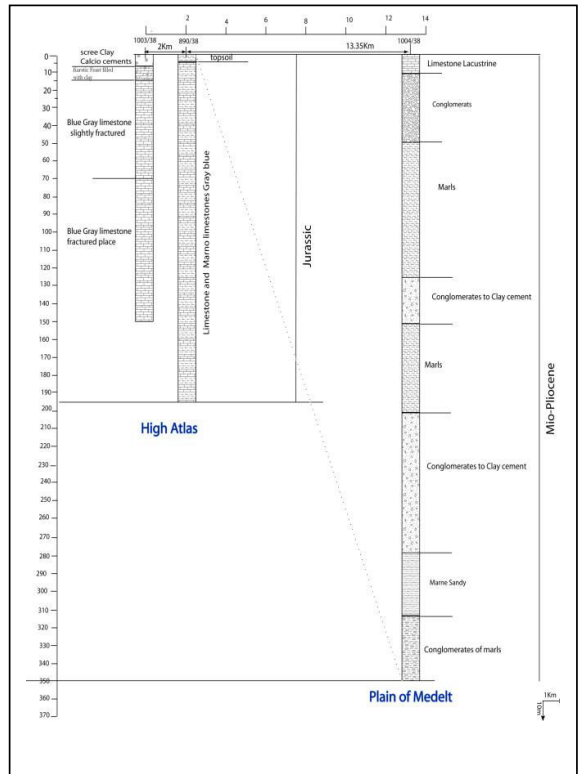 2 4 6 8 10 12 14
1003/38 890/38 1004/38
2Km 13.35Km
scree Clay
Calcio cements
topsoil
Limestone Lacustrine
with clay
Conglomerats
Blue Gray limestone
slightly fractured
Marls
Blue Gray limestone
fractured place
Limestone and Marno limestones Gray blue
Jurassic
Conglomerates to Clay cement
Marls
Mio-Pliocene
High Atlas
Conglomerates to Clay cement
Marne Sandy
Conglomerates of marls
Plain of Medelt
1Km
10m
0
10
20
30
40
50
60
70
80
90
100
110
120
130
140
150
160
170
180
190
200
210
220
230
240
250
260
270
280
290
300
310
320
330
340
350
360
370